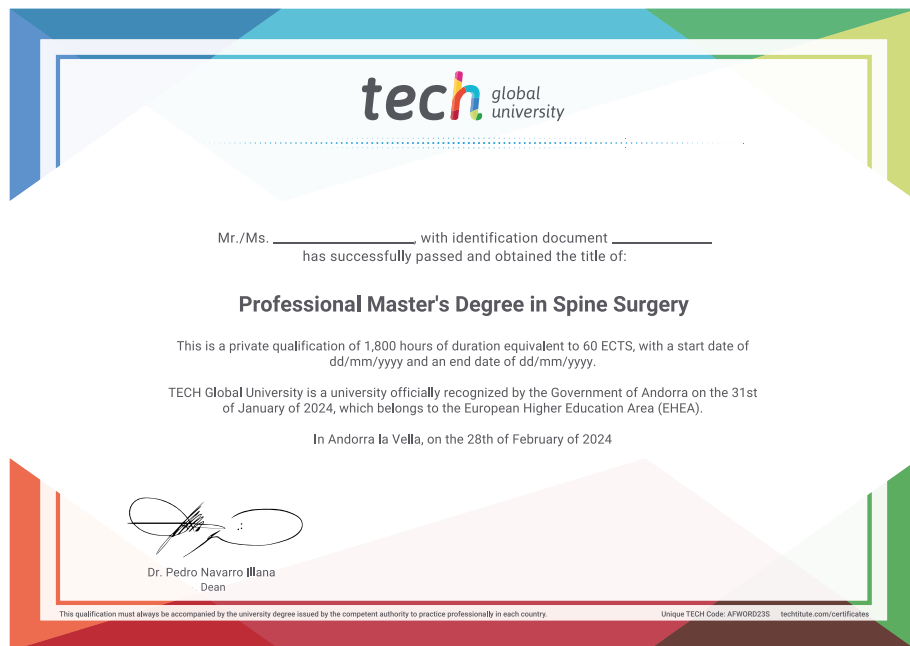 tech global university
Mr./Ms. ____________, with identification document ____________
has successfully passed and obtained the title of:
Professional Master's Degree in Spine Surgery
This is a private qualification of 1,800 hours of duration equivalent to 60 ECTS, with a start date of
dd/mm/yyyy and an end date of dd/mm/yyyy.
TECH Global University is a university officially recognized by the Government of Andorra on the 31st
of January of 2024, which belongs to the European Higher Education Area (EHEA).
In Andorra la Vella, on the 28th of February of 2024
Dr. Pedro Navarro Illana
Dean
This qualification must always be accompanied by the university degree issued by the competent authority to practice professionally in each country.
Unique TECH Code: AFWORD23S techtitute.com/certificates